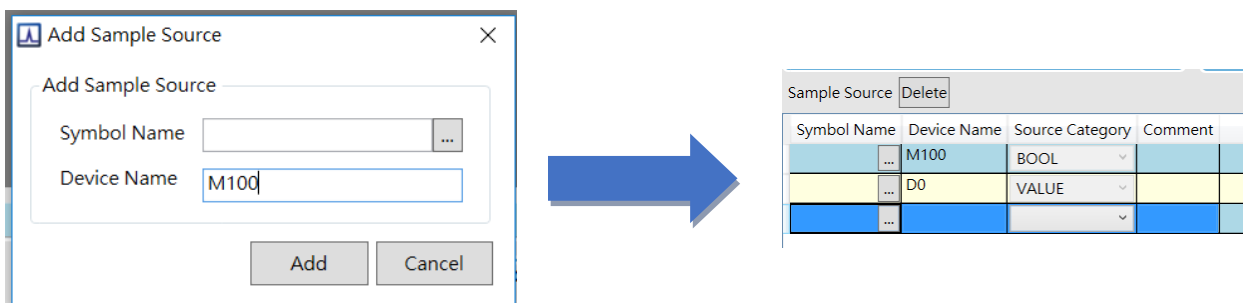 Add Sample Source
Add Sample Source
Symbol Name ...
Device Name M100
Add Cancel
Sample Source Delete
Symbol Name Device Name Source Category Comment
... M100 BOOL
... D0 VALUE
...